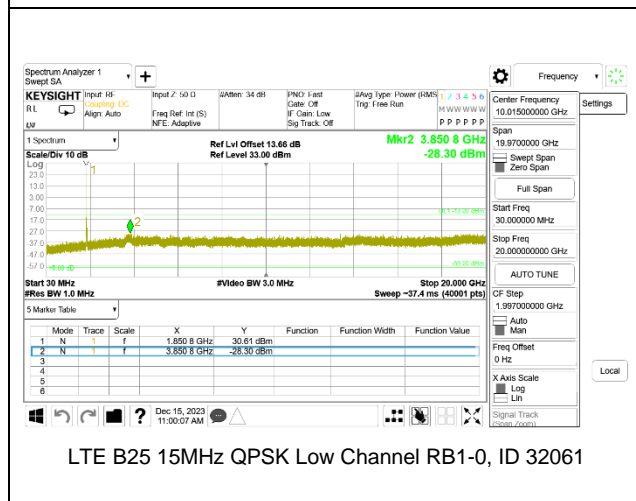 Spectrum Analyzer 1
Swept SA
Frequency
Settings
KEYSIGHT
RL
Input: RF
Coupling: DC
Align: Auto
Input Z: 50 Ω
Freq Ref: Int (S)
NFE: Adaptive
#Atten: 34 dB
PNO: Fast
Gate: Off
IF Gain: Low
Sig Track: Off
#Avg Type: Power (RMS
Trig: Free Run
1 2 3 4 5 6
M W W W W W
P P P P P P
1 Spectrum
Scale/Div 10 dB
Log
Ref Lvl Offset 13.66 dB
Ref Level 33.00 dBm
Mkr2 3.850 8 GHz
-28.30 dBm
23.0
13.0
3.00
-7.00
-17.0
-27.0
-37.0
-47.0
-57.0
1
2
DL1 -13.00 dBm
Start 30 MHz
#Res BW 1.0 MHz
#Video BW 3.0 MHz
Stop 20.000 GHz
Sweep ~37.4 ms (40001 pts)
5 Marker Table
Mode Trace Scale X Y Function Function Width Function Value
1 N 1 f 1.850 8 GHz 30.61 dBm
2 N 1 f 3.850 8 GHz -28.30 dBm
3
4
5
6
Dec 15, 2023
11:00:07 AM
Center Frequency
10.015000000 GHz
Span
19.9700000 GHz
Swept Span
Zero Span
Full Span
Start Freq
30.000000 MHz
Stop Freq
20.000000000 GHz
AUTO TUNE
CF Step
1.997000000 GHz
Auto
Man
Freq Offset
0 Hz
X Axis Scale
Log
Lin
Signal Track
(Span Zoom)
Local
LTE B25 15MHz QPSK Low Channel RB1-0, ID 32061